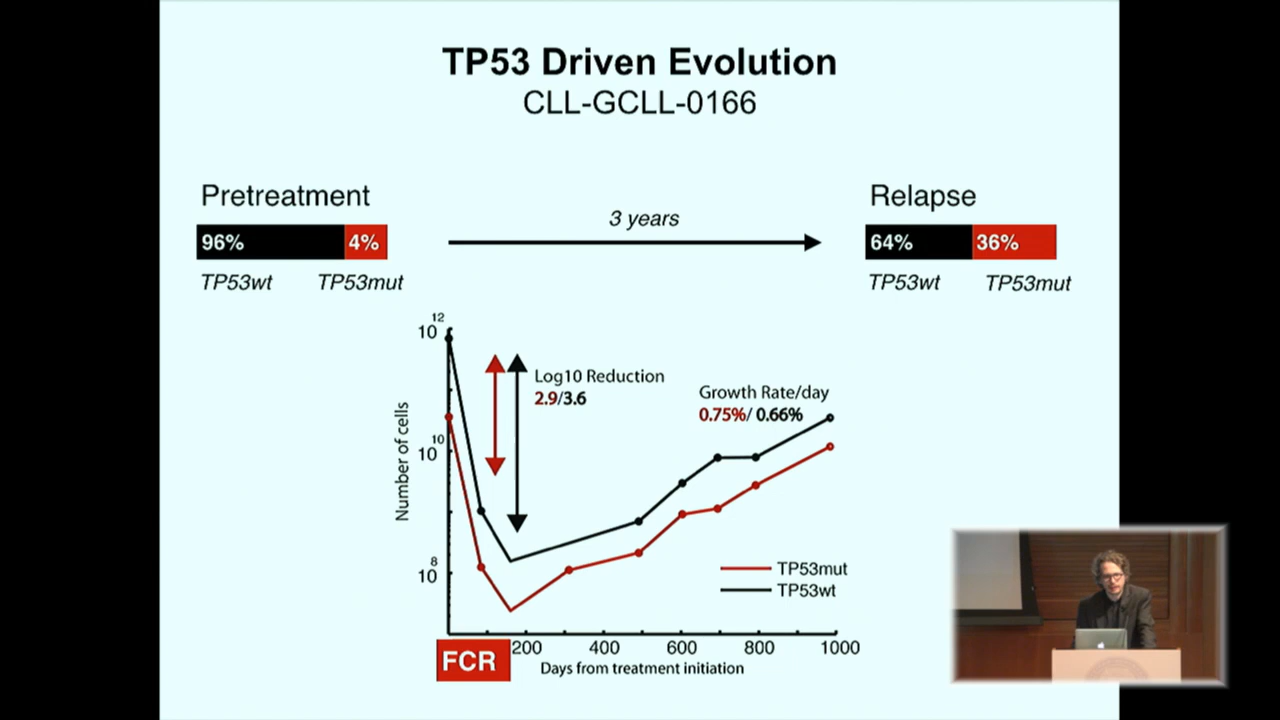 TP53 Driven Evolution
CLL-GCLL-0166
Pretreatment
96% 4%
TP53wt TP53mut
3 years
Relapse
64% 36%
TP53wt TP53mut
Number of cells
10^12
10^10
10^8
Log10 Reduction
2.9/3.6
Growth Rate/day
0.75%/ 0.66%
TP53mut
TP53wt
FCR
200 400 600 800 1000
Days from treatment initiation